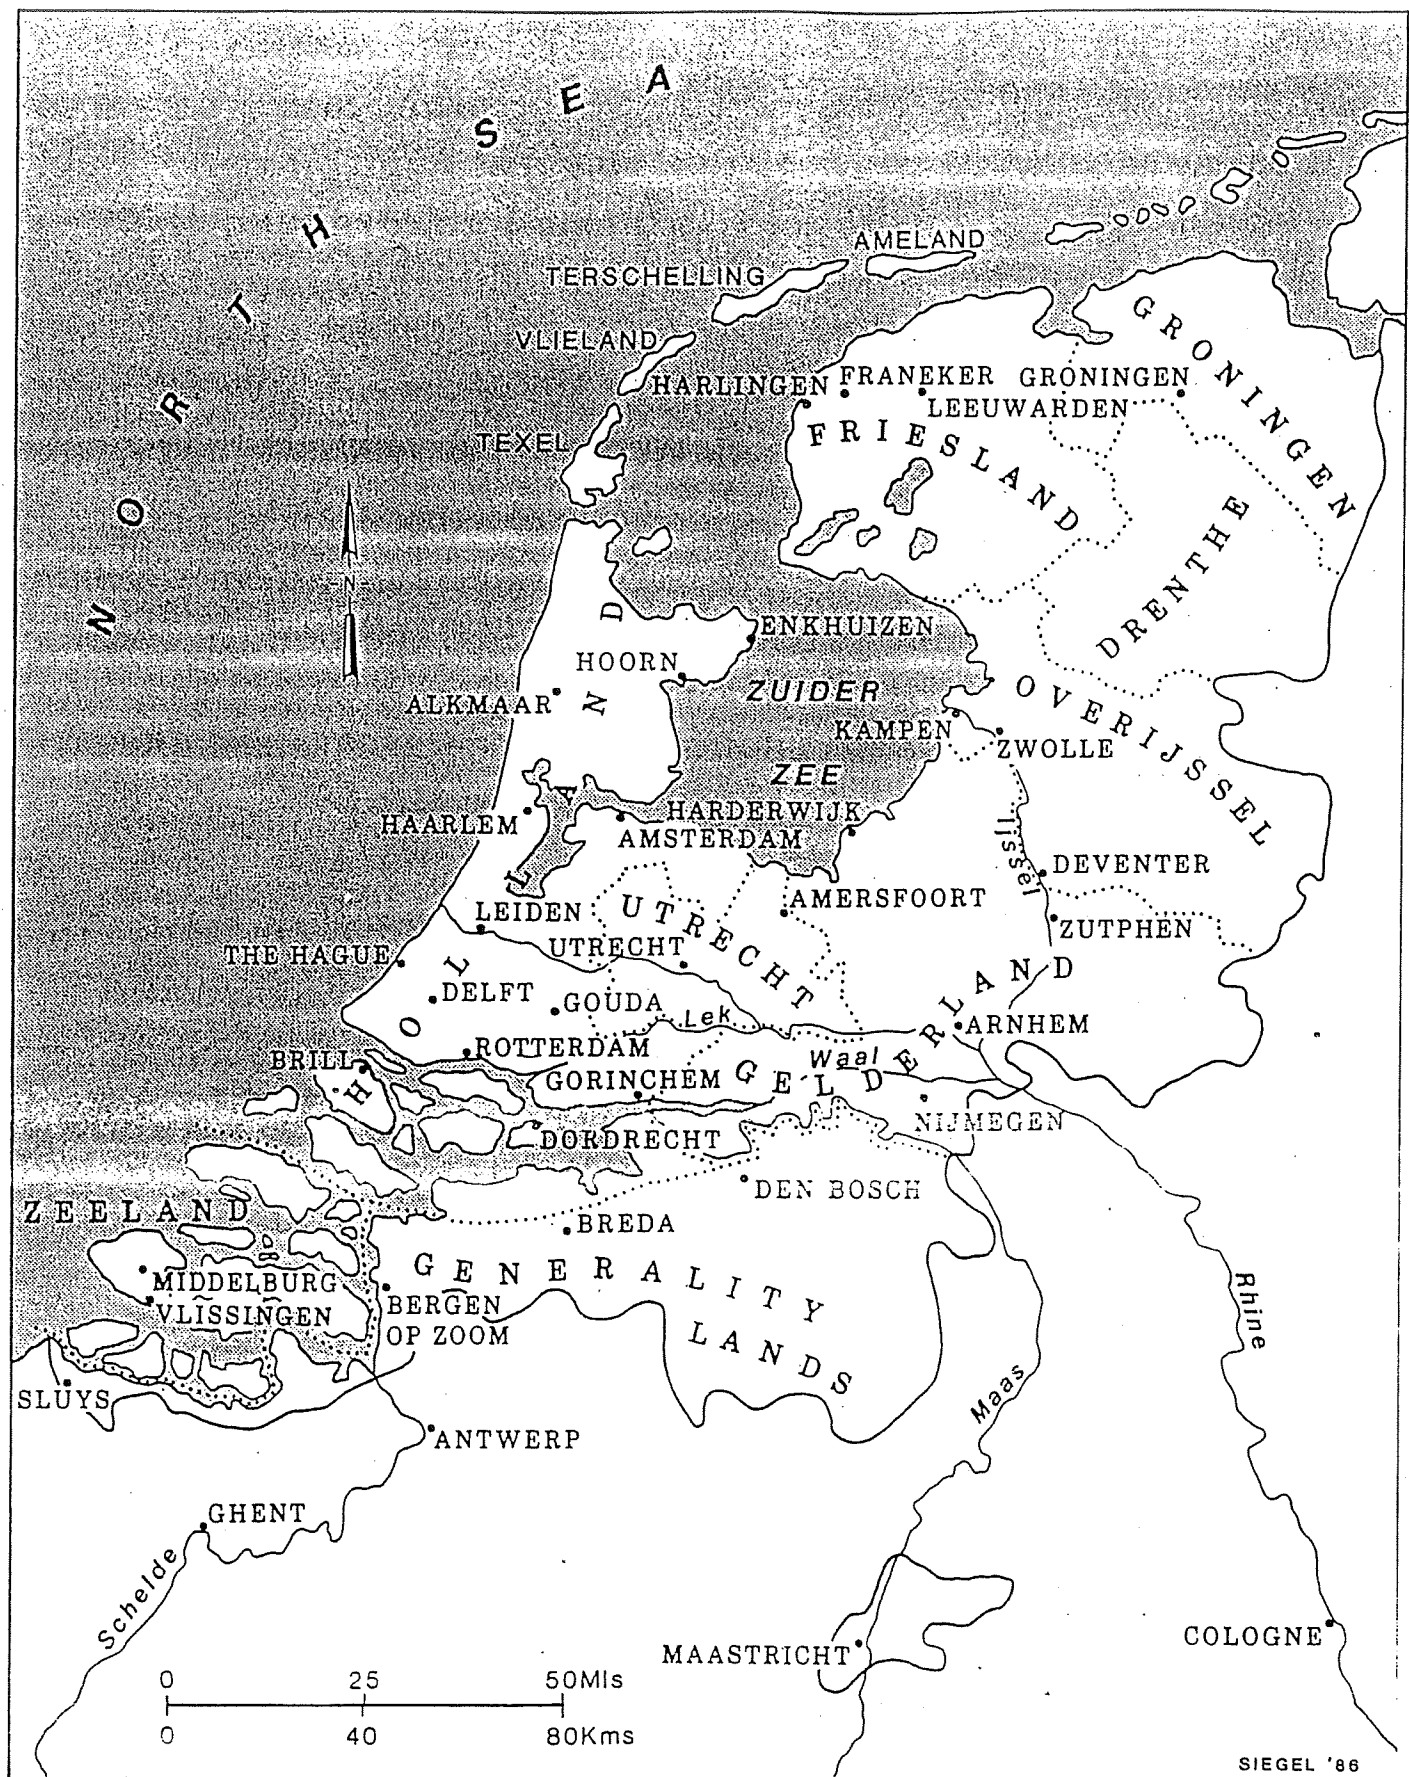 NORTH SEA
AMELAND
TERSCHELLING
VLIELAND
GRONINGEN
HARLINGEN
FRANEKER
GRONINGEN
LEEUWARDEN
TEXEL
FRIESLAND
DRENTHE
N
ENKHUIZEN
HOORN
ZUIDER
ZEE
ALKMAAR
HOLLAND
OVERIJSSEL
KAMPEN
ZWOLLE
HARDERWIJK
HAARLEM
AMSTERDAM
Ijssel
DEVENTER
AMERSFOORT
LEIDEN
UTRECHT
ZUTPHEN
UTRECHT
THE HAGUE
DELFT
GOUDA
Lek
ARNHEM
GELDERLAND
ROTTERDAM
BRILL
Waal
GORINCHEM
NIJMEGEN
DORDRECHT
DEN BOSCH
ZEELAND
BREDA
GENERALITY
LANDS
MIDDELBURG
VLISSINGEN
BERGEN
OP ZOOM
Rhine
Maas
SLUYS
ANTWERP
GHENT
Schelde
MAASTRICHT
COLOGNE
0 25 50Mls
0 40 80Kms
SIEGEL '86